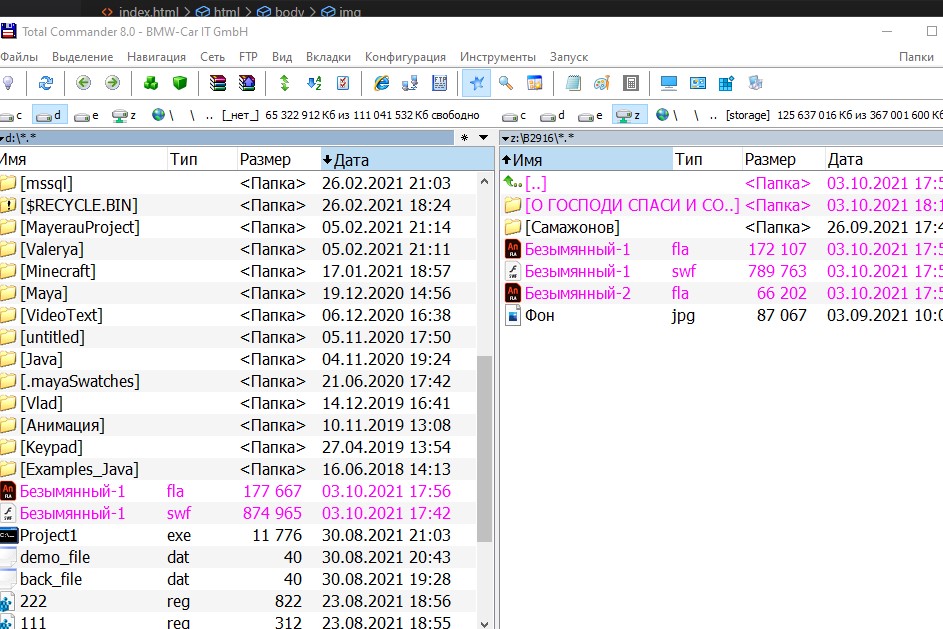 index.html html body img
Total Commander 8.0 - BMW-Car IT GmbH
Файлы Выделение Навигация Сеть FTP Вид Вкладки Конфигурация Инструменты Запуск Папки
c d e z \ \ .. [_нет_] 65 322 912 Кб из 111 041 532 Кб свободно
c d e z \ \ .. [storage] 125 637 016 Кб из 367 001 600 Кб
d:\*.* *
Имя Тип Размер Дата
[mssql] <Папка> 26.02.2021 21:03
[$RECYCLE.BIN] <Папка> 26.02.2021 18:24
[MayerauProject] <Папка> 05.02.2021 21:14
[Valerya] <Папка> 05.02.2021 21:11
[Minecraft] <Папка> 17.01.2021 18:57
[Maya] <Папка> 19.12.2020 14:56
[VideoText] <Папка> 06.12.2020 16:38
[untitled] <Папка> 05.11.2020 17:50
[Java] <Папка> 04.11.2020 19:24
[.mayaSwatches] <Папка> 21.06.2020 17:42
[Vlad] <Папка> 14.12.2019 16:41
[Анимация] <Папка> 10.11.2019 13:08
[Keypad] <Папка> 27.04.2019 13:54
[Examples_Java] <Папка> 16.06.2018 14:13
Безымянный-1 fla 177 667 03.10.2021 17:56
Безымянный-1 swf 874 965 03.10.2021 17:42
Project1 exe 11 776 30.08.2021 21:03
demo_file dat 40 30.08.2021 20:43
back_file dat 40 30.08.2021 19:28
222 reg 822 23.08.2021 18:56
111 reg 312 23.08.2021 18:55
z:\B2916\*.*
Имя Тип Размер Дата
[..] <Папка> 03.10.2021 17:5
[О ГОСПОДИ СПАСИ И СО..] <Папка> 03.10.2021 18:1
[Самажонов] <Папка> 26.09.2021 17:4
Безымянный-1 fla 172 107 03.10.2021 17:5
Безымянный-1 swf 789 763 03.10.2021 17:5
Безымянный-2 fla 66 202 03.10.2021 17:5
Фон jpg 87 067 03.09.2021 10:0